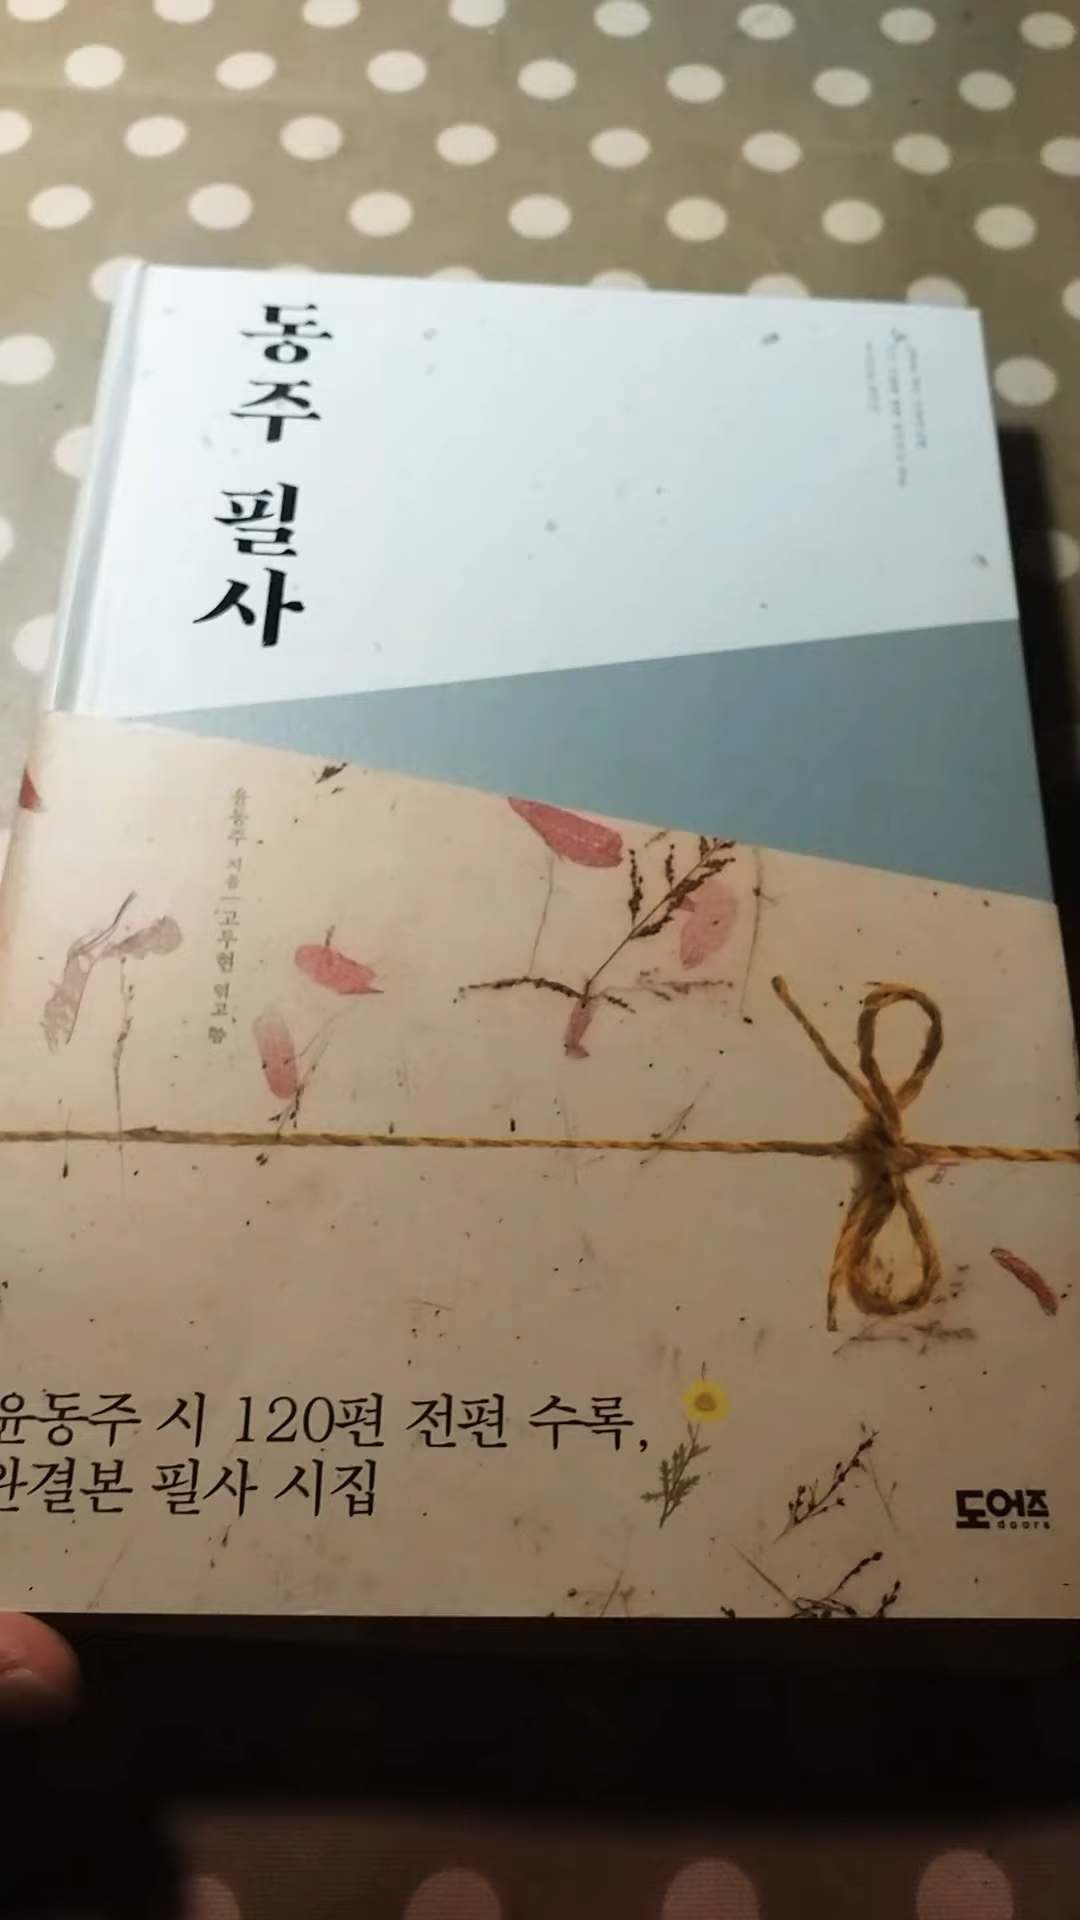 동주 필사
윤동주 지음 | 고두현 엮고, 씀
윤동주 시 120편 전편 수록,
완결본 필사 시집
도어즈
doors